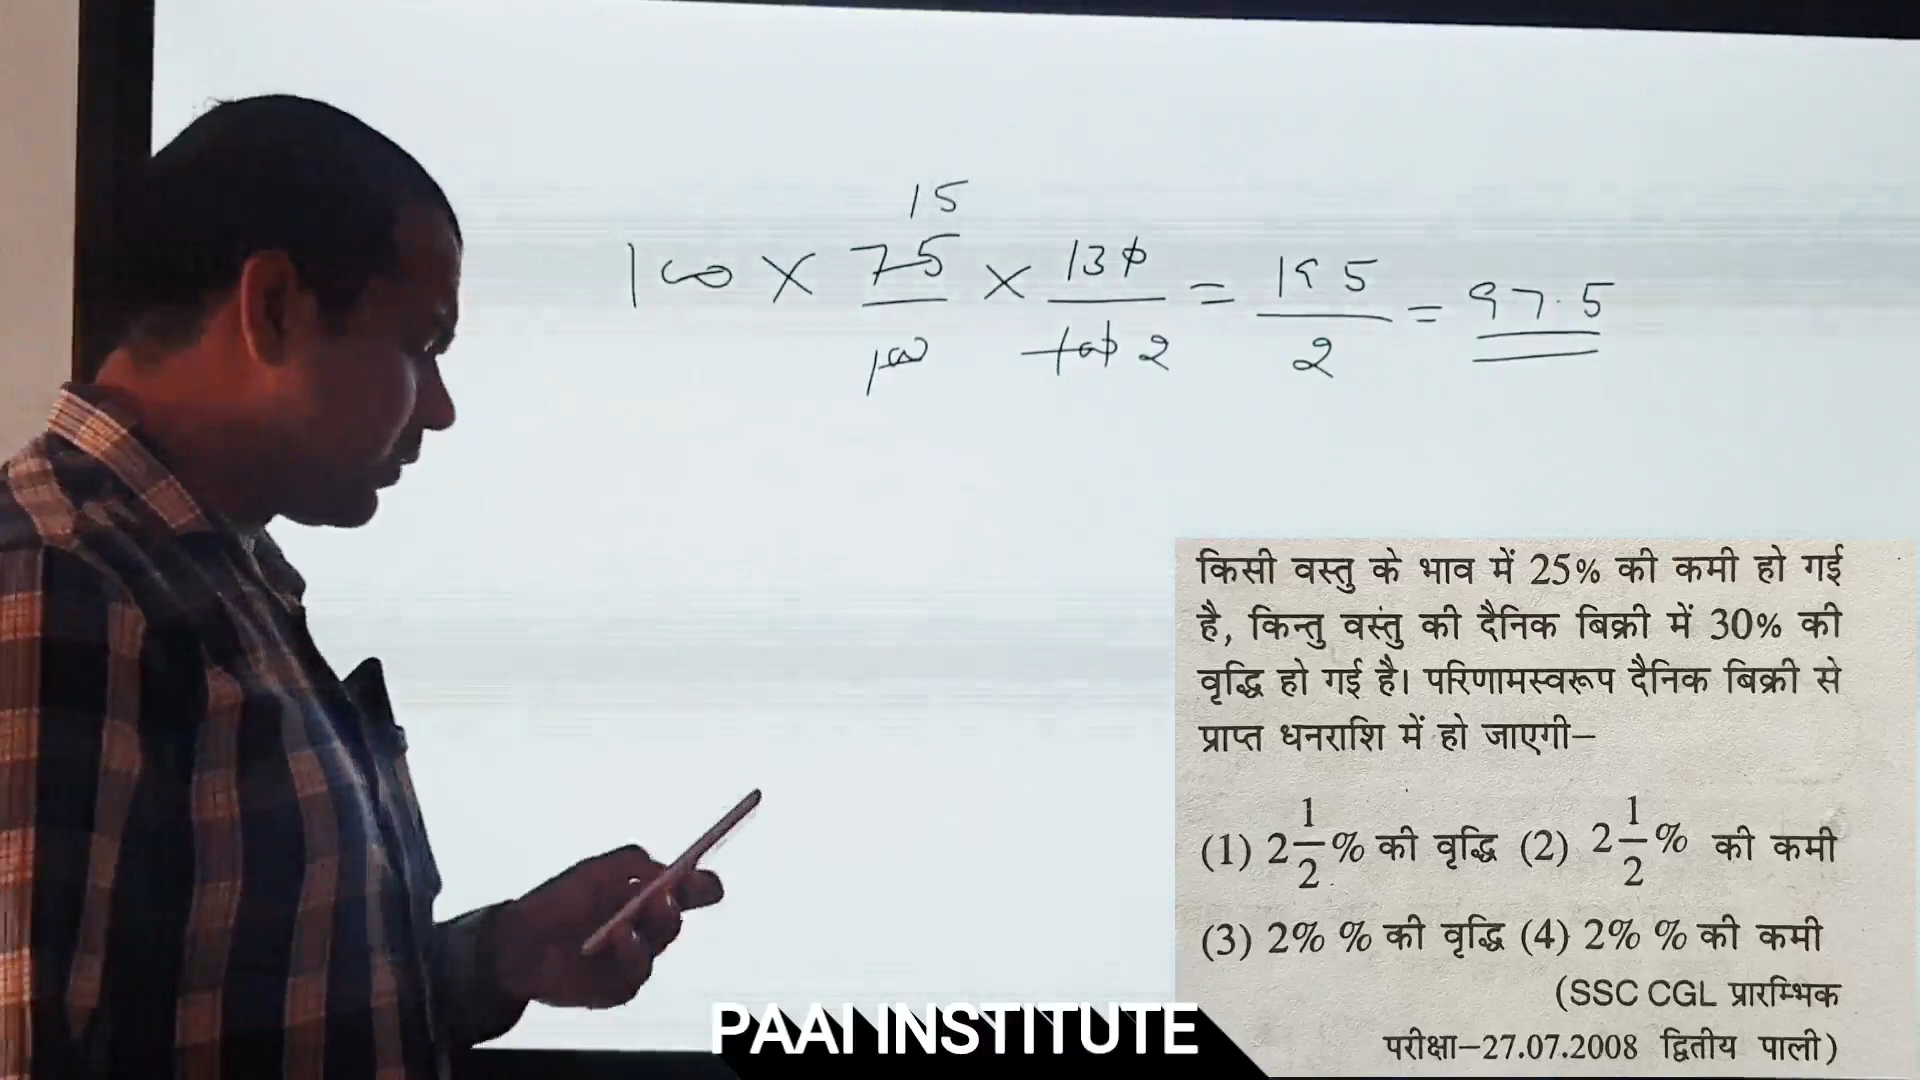 15
100 × 75/100 × 130/100 2 = 195/2 = 97.5
किसी वस्तु के भाव में 25% की कमी हो गई
है, किन्तु वस्तुं की दैनिक बिक्री में 30% की
वृद्धि हो गई है। परिणामस्वरूप दैनिक बिक्री से
प्राप्त धनराशि में हो जाएगी–
(1) 2 1/2 % की वृद्धि (2) 2 1/2 % की कमी
(3) 2% % की वृद्धि (4) 2% % की कमी
(SSC CGL प्रारम्भिक
परीक्षा–27.07.2008 द्वितीय पाली)
PAAI INSTITUTE